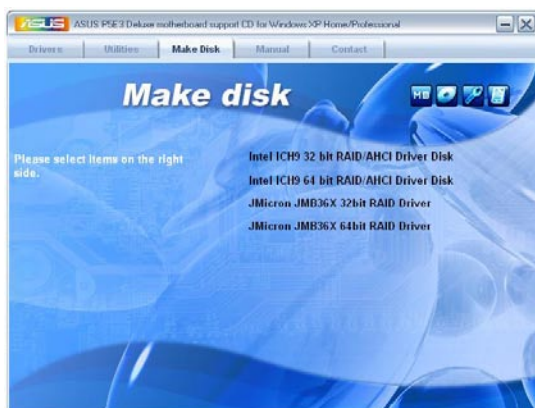 ASUS ASUS P5E3 Deluxe motherboard support CD for Windows XP Home/Professional
Drivers Utilities Make Disk Manual Contact
Make disk
MB
Please select items on the right
side.
Intel ICH9 32 bit RAID/AHCI Driver Disk
Intel ICH9 64 bit RAID/AHCI Driver Disk
JMicron JMB36X 32bit RAID Driver
JMicron JMB36X 64bit RAID Driver